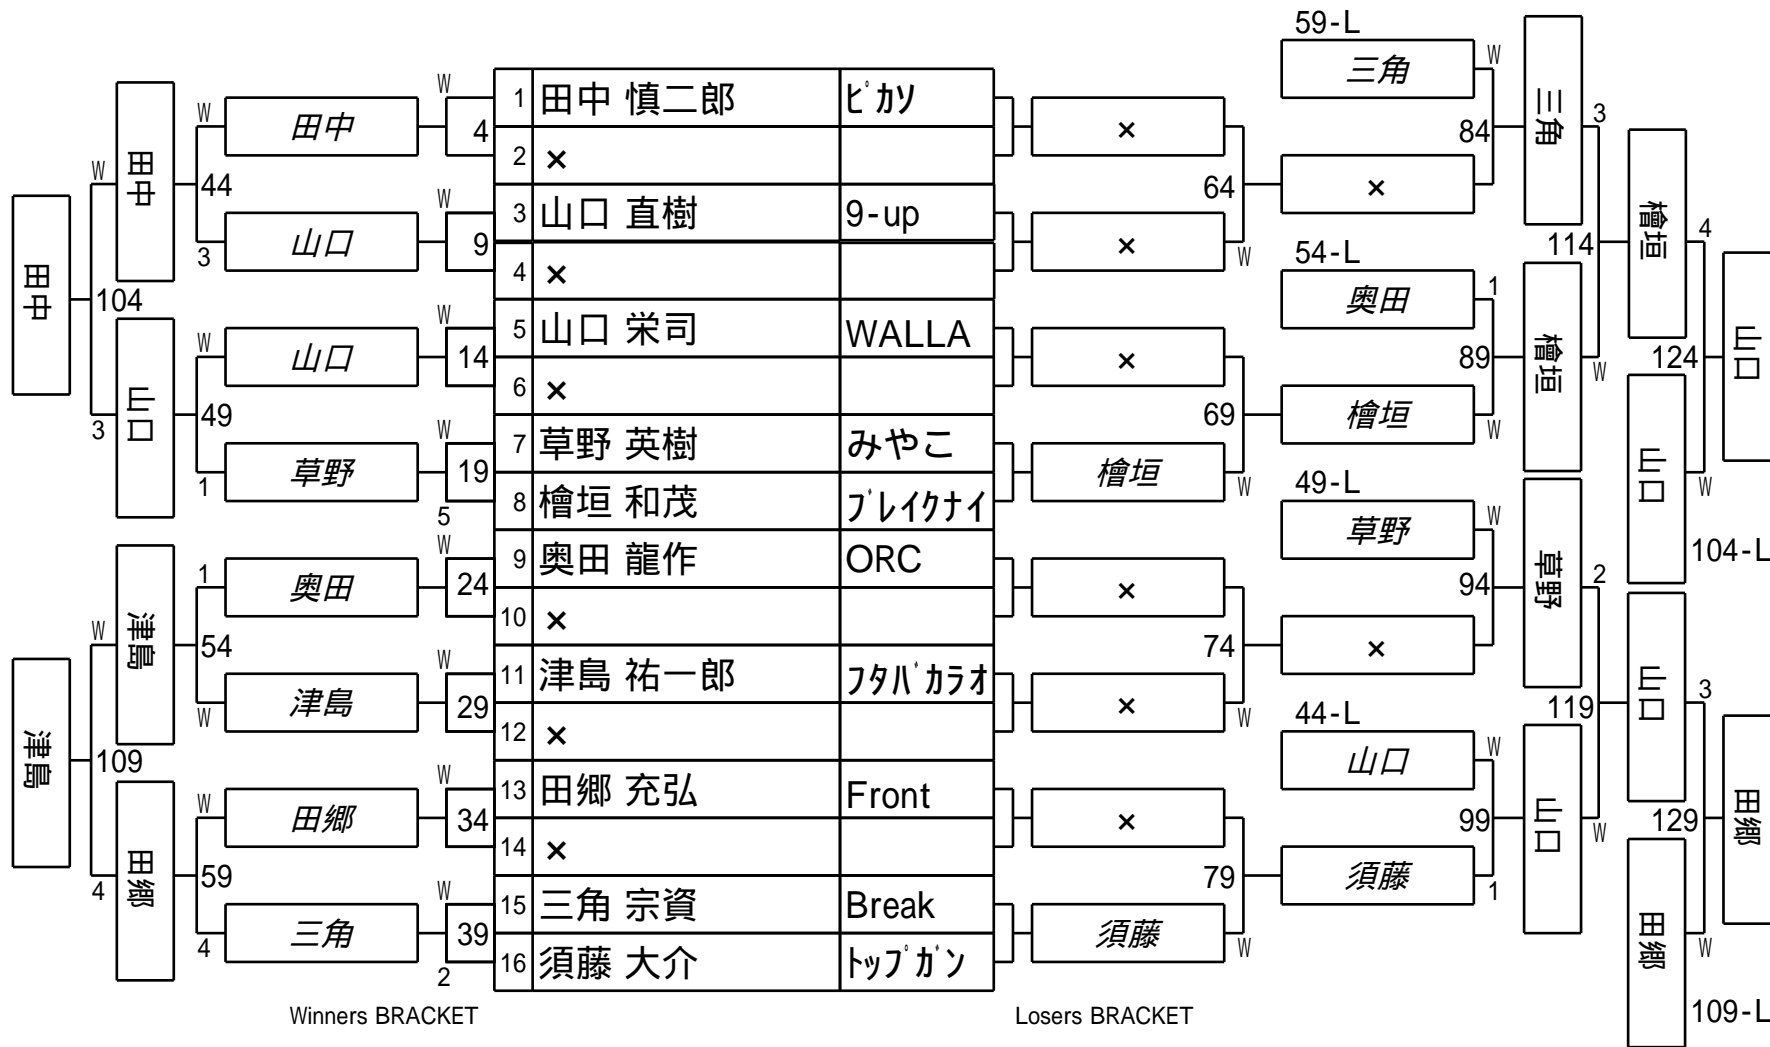 59-L
三角
W
W
1 田中 慎二郎 ピカソ
田中
W
4
×
84
三角
3
2 ×
田中
W
44
W
64
×
檜垣
4
3 山口 直樹 9-up
山口
3
9
×
W
114
54-L
4 ×
田中
104
奥田
1
山口
5 山口 栄司 WALLA
W
山口
W
14
×
89
檜垣
W
124
6 ×
山口
3
49
W
69
檜垣
W
7 草野 英樹 みやこ
草野
1
19
檜垣
W
山口
W
8 檜垣 和茂 ブレイクナイ
5
49-L
草野
W
9 奥田 龍作 ORC
W
104-L
奥田
1
24
×
94
草野
2
10 ×
津島
W
54
W
74
×
山口
3
11 津島 祐一郎 フタバカラオ
津島
W
29
×
W
119
44-L
12 ×
津島
109
山口
W
田郷
13 田郷 充弘 Front
W
田郷
W
34
×
99
山口
W
129
14 ×
田郷
4
59
W
79
須藤
1
15 三角 宗資 Break
三角
4
39
須藤
W
田郷
W
16 須藤 大介 トップガン
2
109-L
Winners BRACKET
Losers BRACKET